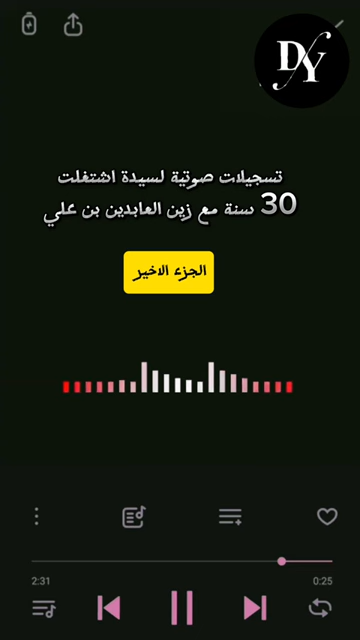 DY
تسجيلات صوتية لسيدة اشتغلت
30 سنة مع زين العابدين بن علي
الجزء الاخير
2:31
0:25